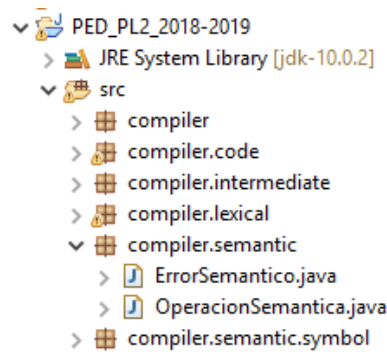 PED_PL2_2018-2019
JRE System Library [jdk-10.0.2]
src
compiler
compiler.code
compiler.intermediate
compiler.lexical
compiler.semantic
ErrorSemantico.java
OperacionSemantica.java
compiler.semantic.symbol